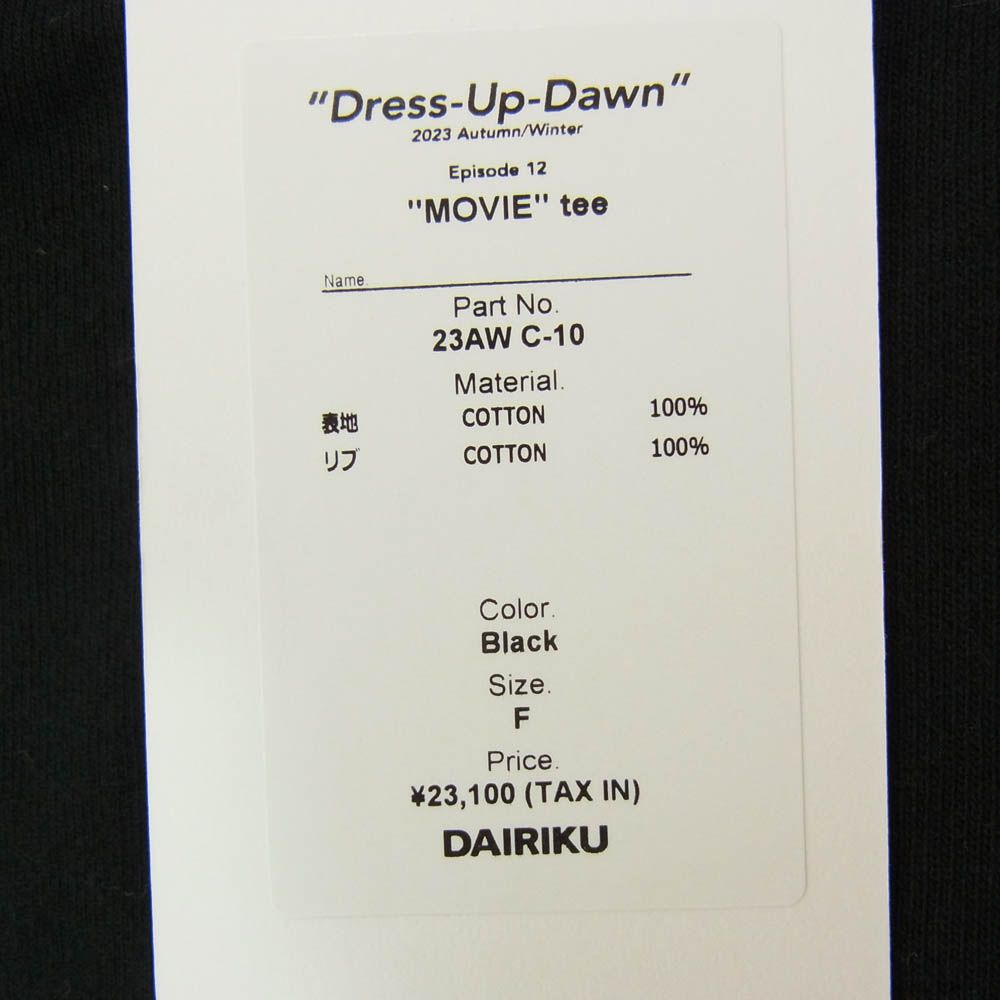 "Dress-Up-Dawn"
2023 Autumn/Winter
Episode 12
"MOVIE" tee
Name.
Part No.
23AW C-10
Material.
表地 COTTON 100%
リブ COTTON 100%
Color.
Black
Size.
F
Price.
¥23,100 (TAX IN)
DAIRIKU